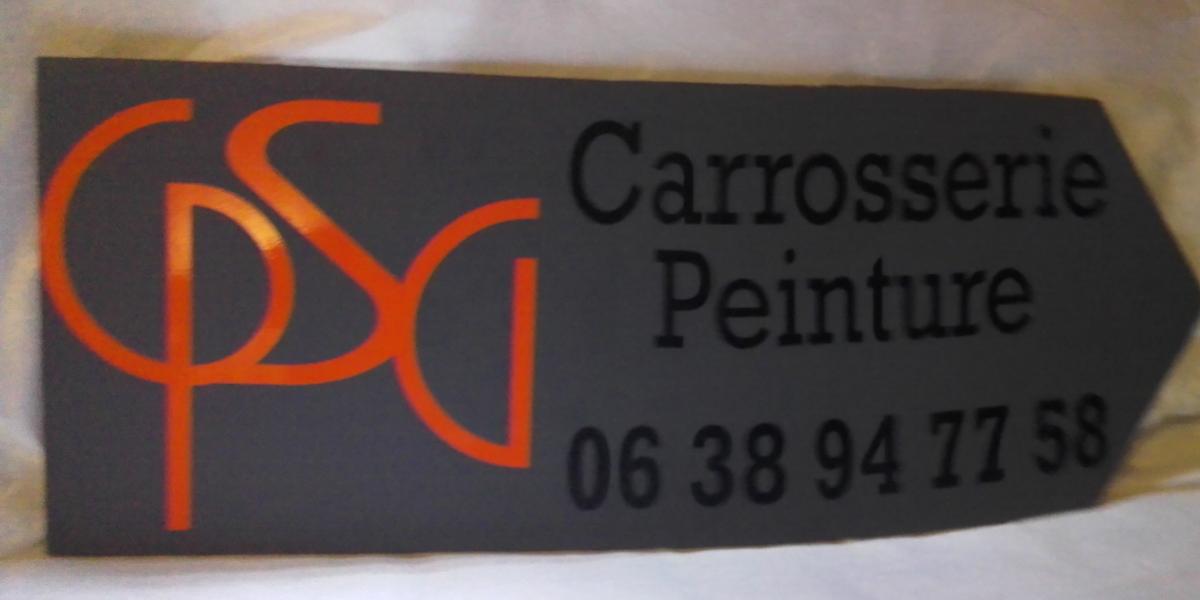 CPSG
Carrosserie
Peinture
06 38 94 77 58